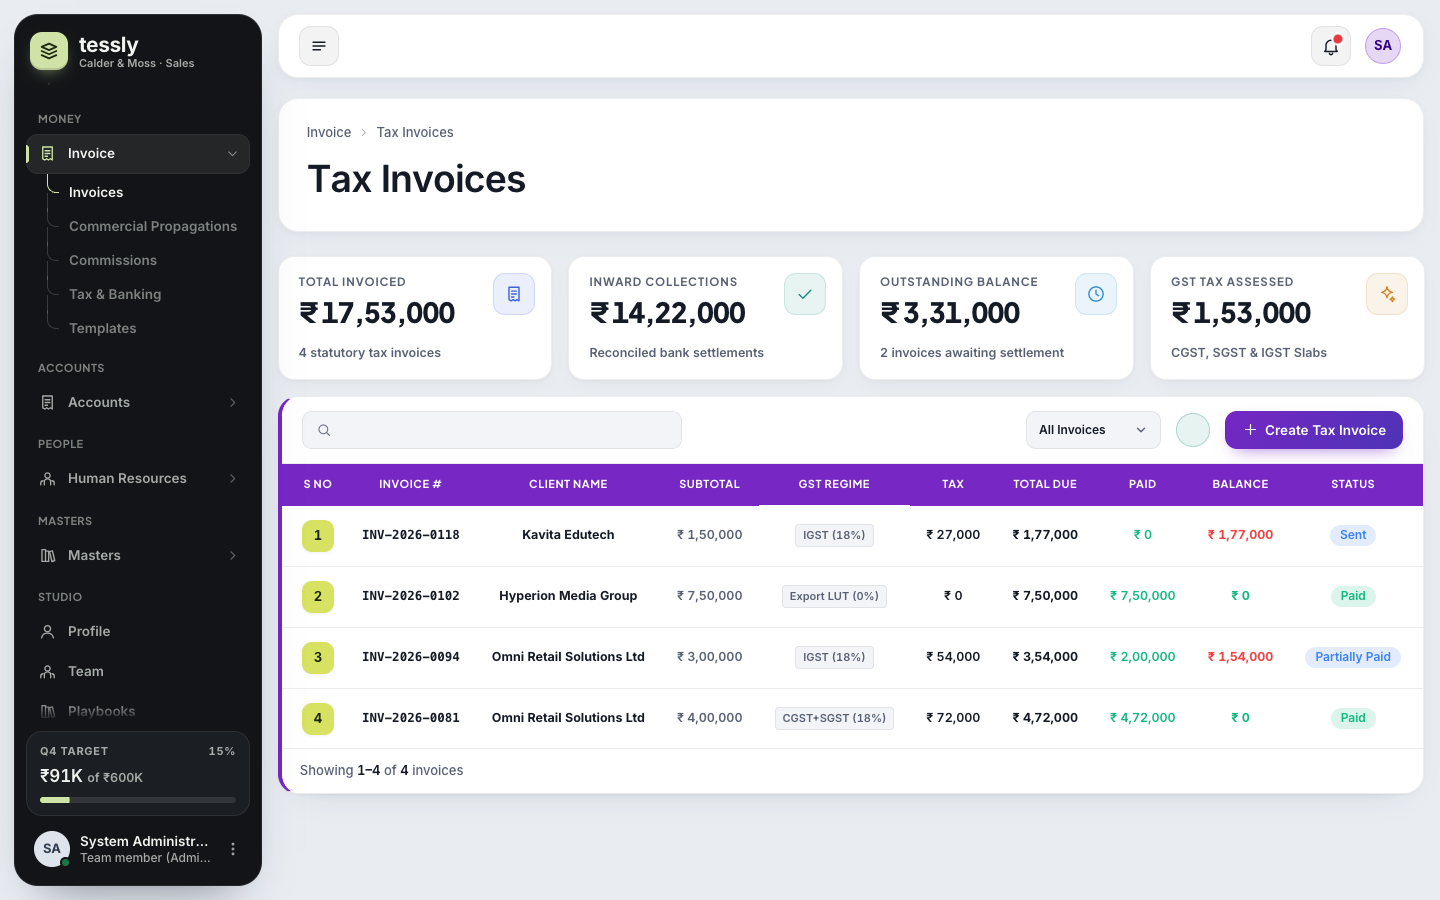 tessly
Calder & Moss · Sales
MONEY
Invoice
Invoices
Commercial Propagations
Commissions
Tax & Banking
Templates
ACCOUNTS
Accounts
PEOPLE
Human Resources
MASTERS
Masters
STUDIO
Profile
Team
Playbooks
Q4 TARGET 15%
₹91K of ₹600K
SA System Administr...
Team member (Admi...
SA
Invoice > Tax Invoices
Tax Invoices
TOTAL INVOICED
₹17,53,000
4 statutory tax invoices
INWARD COLLECTIONS
₹14,22,000
Reconciled bank settlements
OUTSTANDING BALANCE
₹3,31,000
2 invoices awaiting settlement
GST TAX ASSESSED
₹1,53,000
CGST, SGST & IGST Slabs
All Invoices
+ Create Tax Invoice
S NO INVOICE # CLIENT NAME SUBTOTAL GST REGIME TAX TOTAL DUE PAID BALANCE STATUS
1 INV-2026-0118 Kavita Edutech ₹ 1,50,000 IGST (18%) ₹ 27,000 ₹ 1,77,000 ₹ 0 ₹ 1,77,000 Sent
2 INV-2026-0102 Hyperion Media Group ₹ 7,50,000 Export LUT (0%) ₹ 0 ₹ 7,50,000 ₹ 7,50,000 ₹ 0 Paid
3 INV-2026-0094 Omni Retail Solutions Ltd ₹ 3,00,000 IGST (18%) ₹ 54,000 ₹ 3,54,000 ₹ 2,00,000 ₹ 1,54,000 Partially Paid
4 INV-2026-0081 Omni Retail Solutions Ltd ₹ 4,00,000 CGST+SGST (18%) ₹ 72,000 ₹ 4,72,000 ₹ 4,72,000 ₹ 0 Paid
Showing 1–4 of 4 invoices